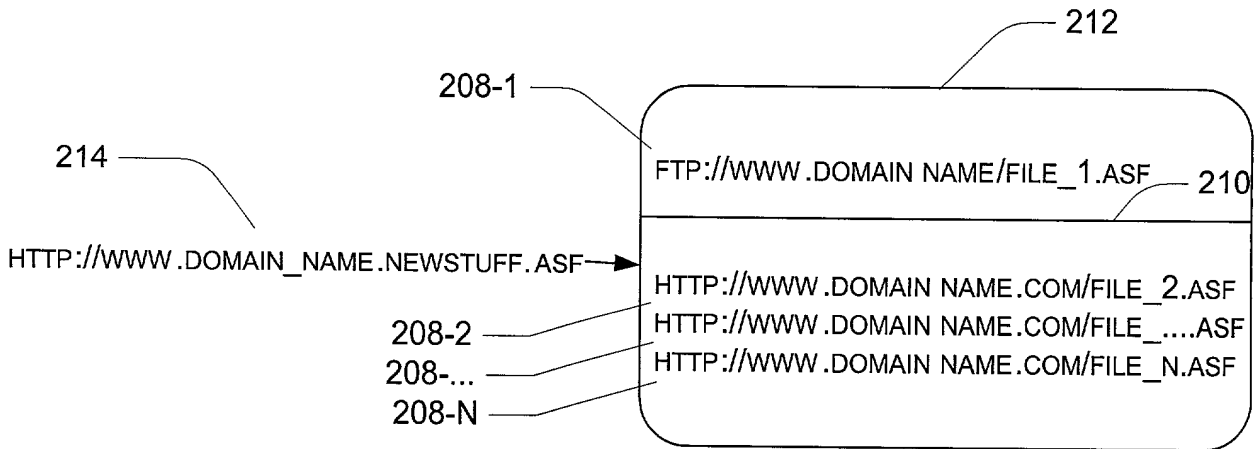 212
208-1
214
FTP://WWW.DOMAIN NAME/FILE_1.ASF
210
HTTP://WWW.DOMAIN_NAME.NEWSTUFF.ASF
HTTP://WWW.DOMAIN NAME.COM/FILE_2.ASF
208-2
HTTP://WWW.DOMAIN NAME.COM/FILE_....ASF
208-...
HTTP://WWW.DOMAIN NAME.COM/FILE_N.ASF
208-N